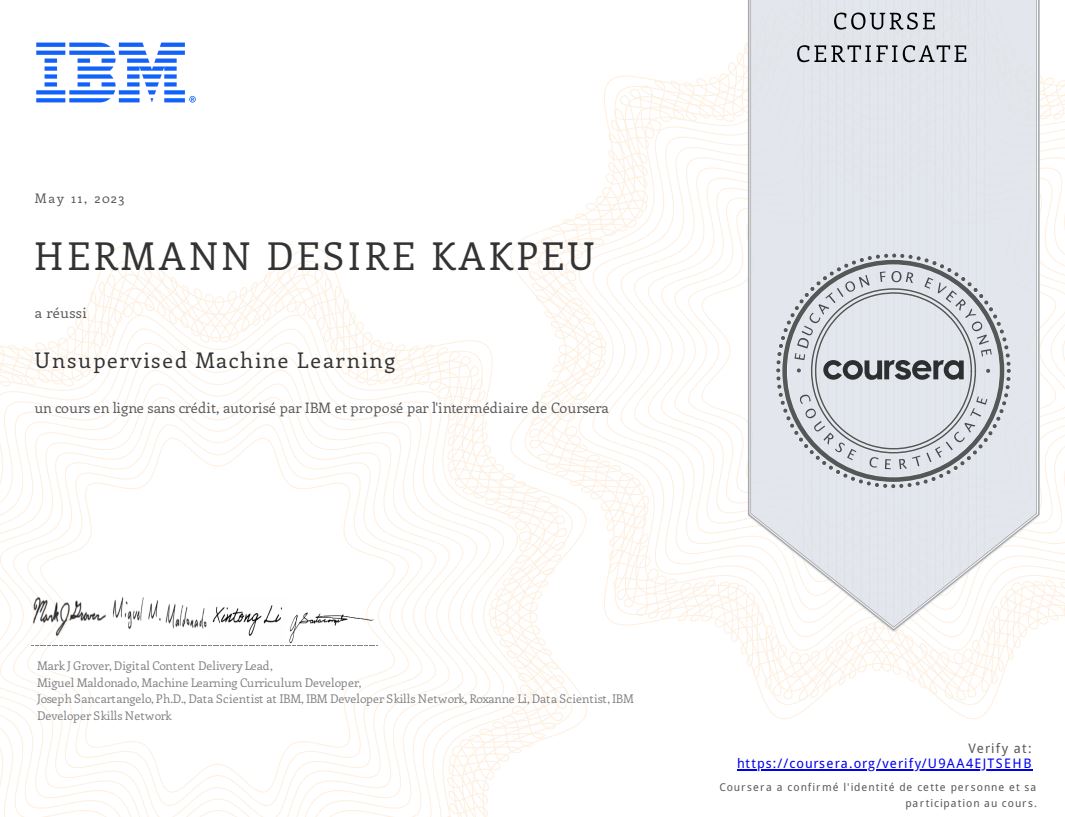 COURSE
CERTIFICATE
IBM®
May 11, 2023
HERMANN DESIRE KAKPEU
a réussi
Unsupervised Machine Learning
un cours en ligne sans crédit, autorisé par IBM et proposé par l'intermédiaire de Coursera
EDUCATION FOR EVERYONE
coursera
COURSE CERTIFICATE
Mark J Grover Miguel M. Maldonado Xintong Li
Mark J Grover, Digital Content Delivery Lead,
Miguel Maldonado, Machine Learning Curriculum Developer,
Joseph Sancartangelo, Ph.D., Data Scientist at IBM, IBM Developer Skills Network, Roxanne Li, Data Scientist, IBM
Developer Skills Network
Verify at:
https://coursera.org/verify/U9AA4EJTSEHB
Coursera a confirmé l'identité de cette personne et sa
participation au cours.